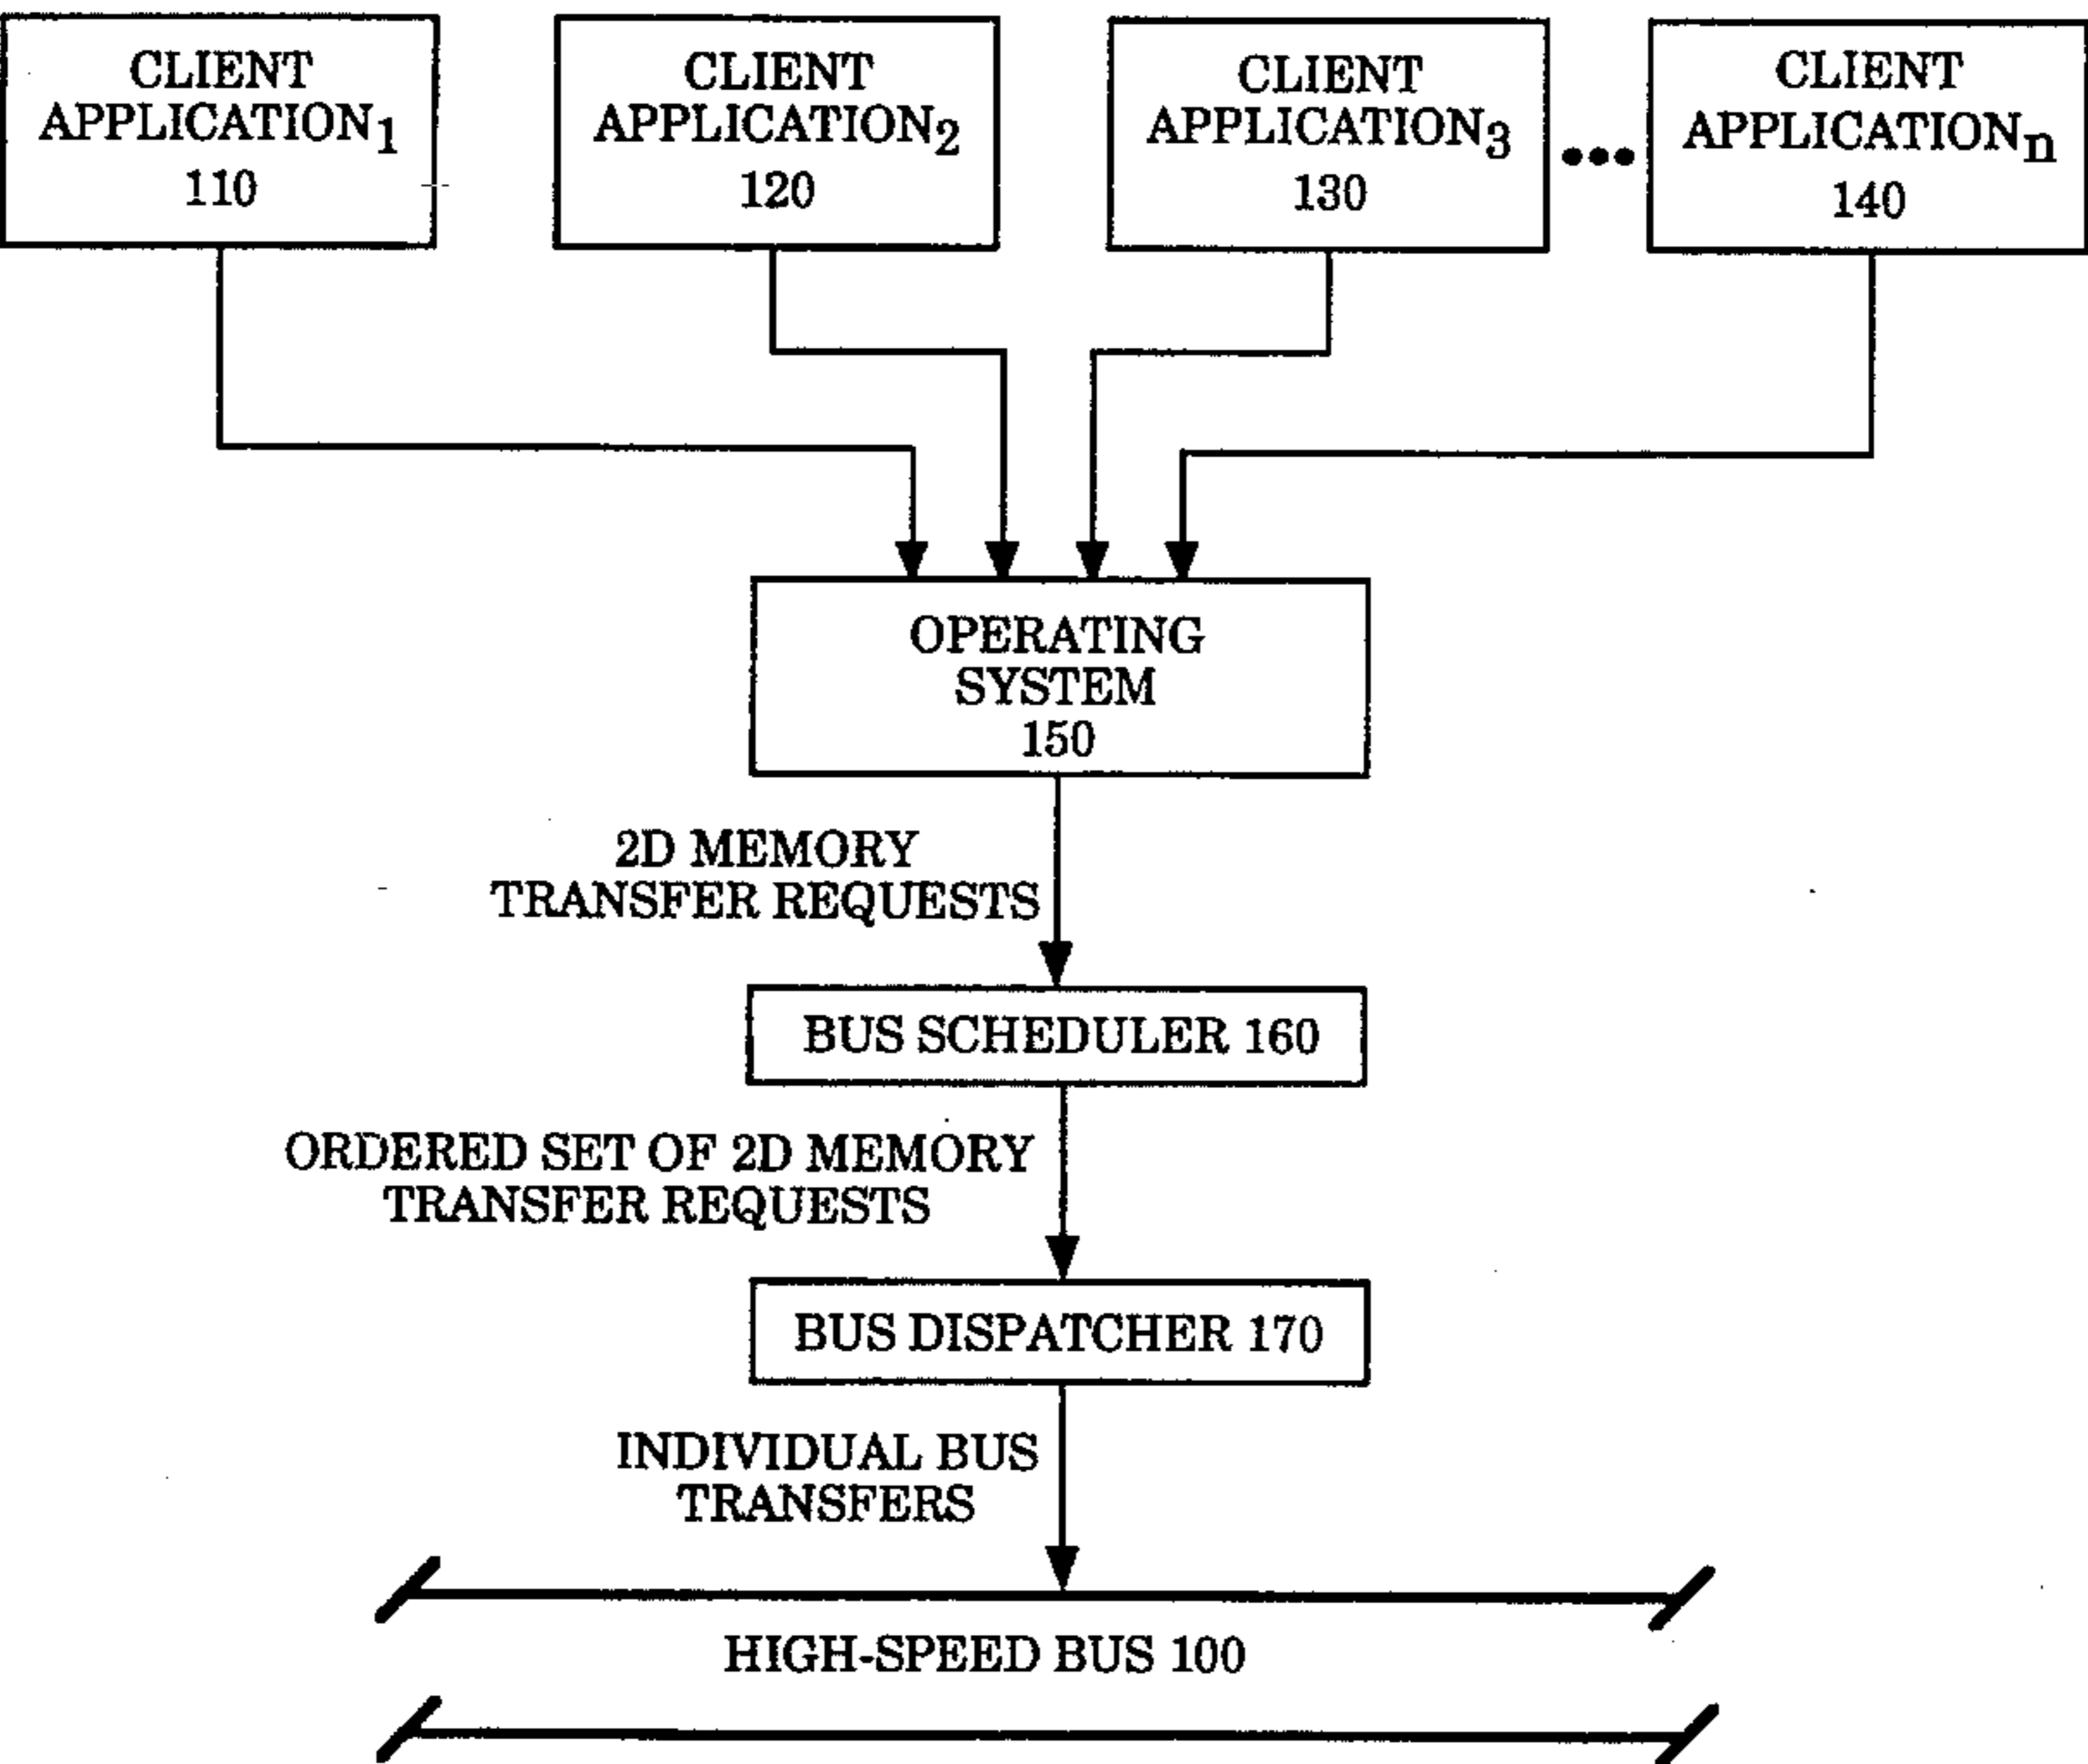 CLIENT
APPLICATION1
110
CLIENT
APPLICATION2
120
CLIENT
APPLICATION3
130
CLIENT
APPLICATIONn
140
OPERATING
SYSTEM
150
2D MEMORY
TRANSFER REQUESTS
BUS SCHEDULER 160
ORDERED SET OF 2D MEMORY
TRANSFER REQUESTS
BUS DISPATCHER 170
INDIVIDUAL BUS
TRANSFERS
HIGH-SPEED BUS 100